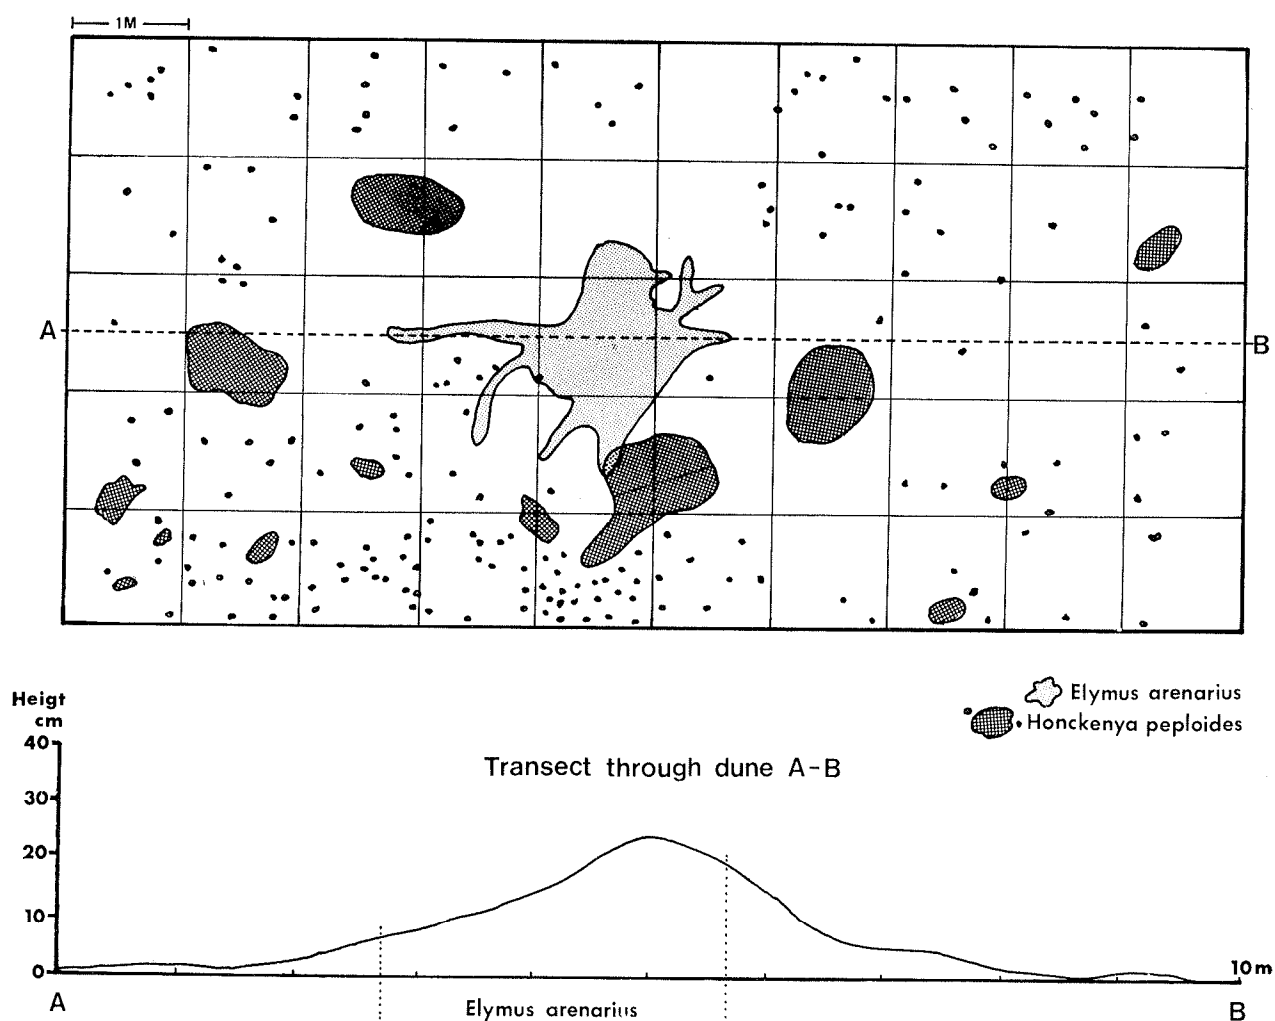 1M
A
B
Elymus arenarius
Honckenya peploides
Heigt
cm
40
30
20
10
0
Transect through dune A-B
10m
A
Elymus arenarius
B